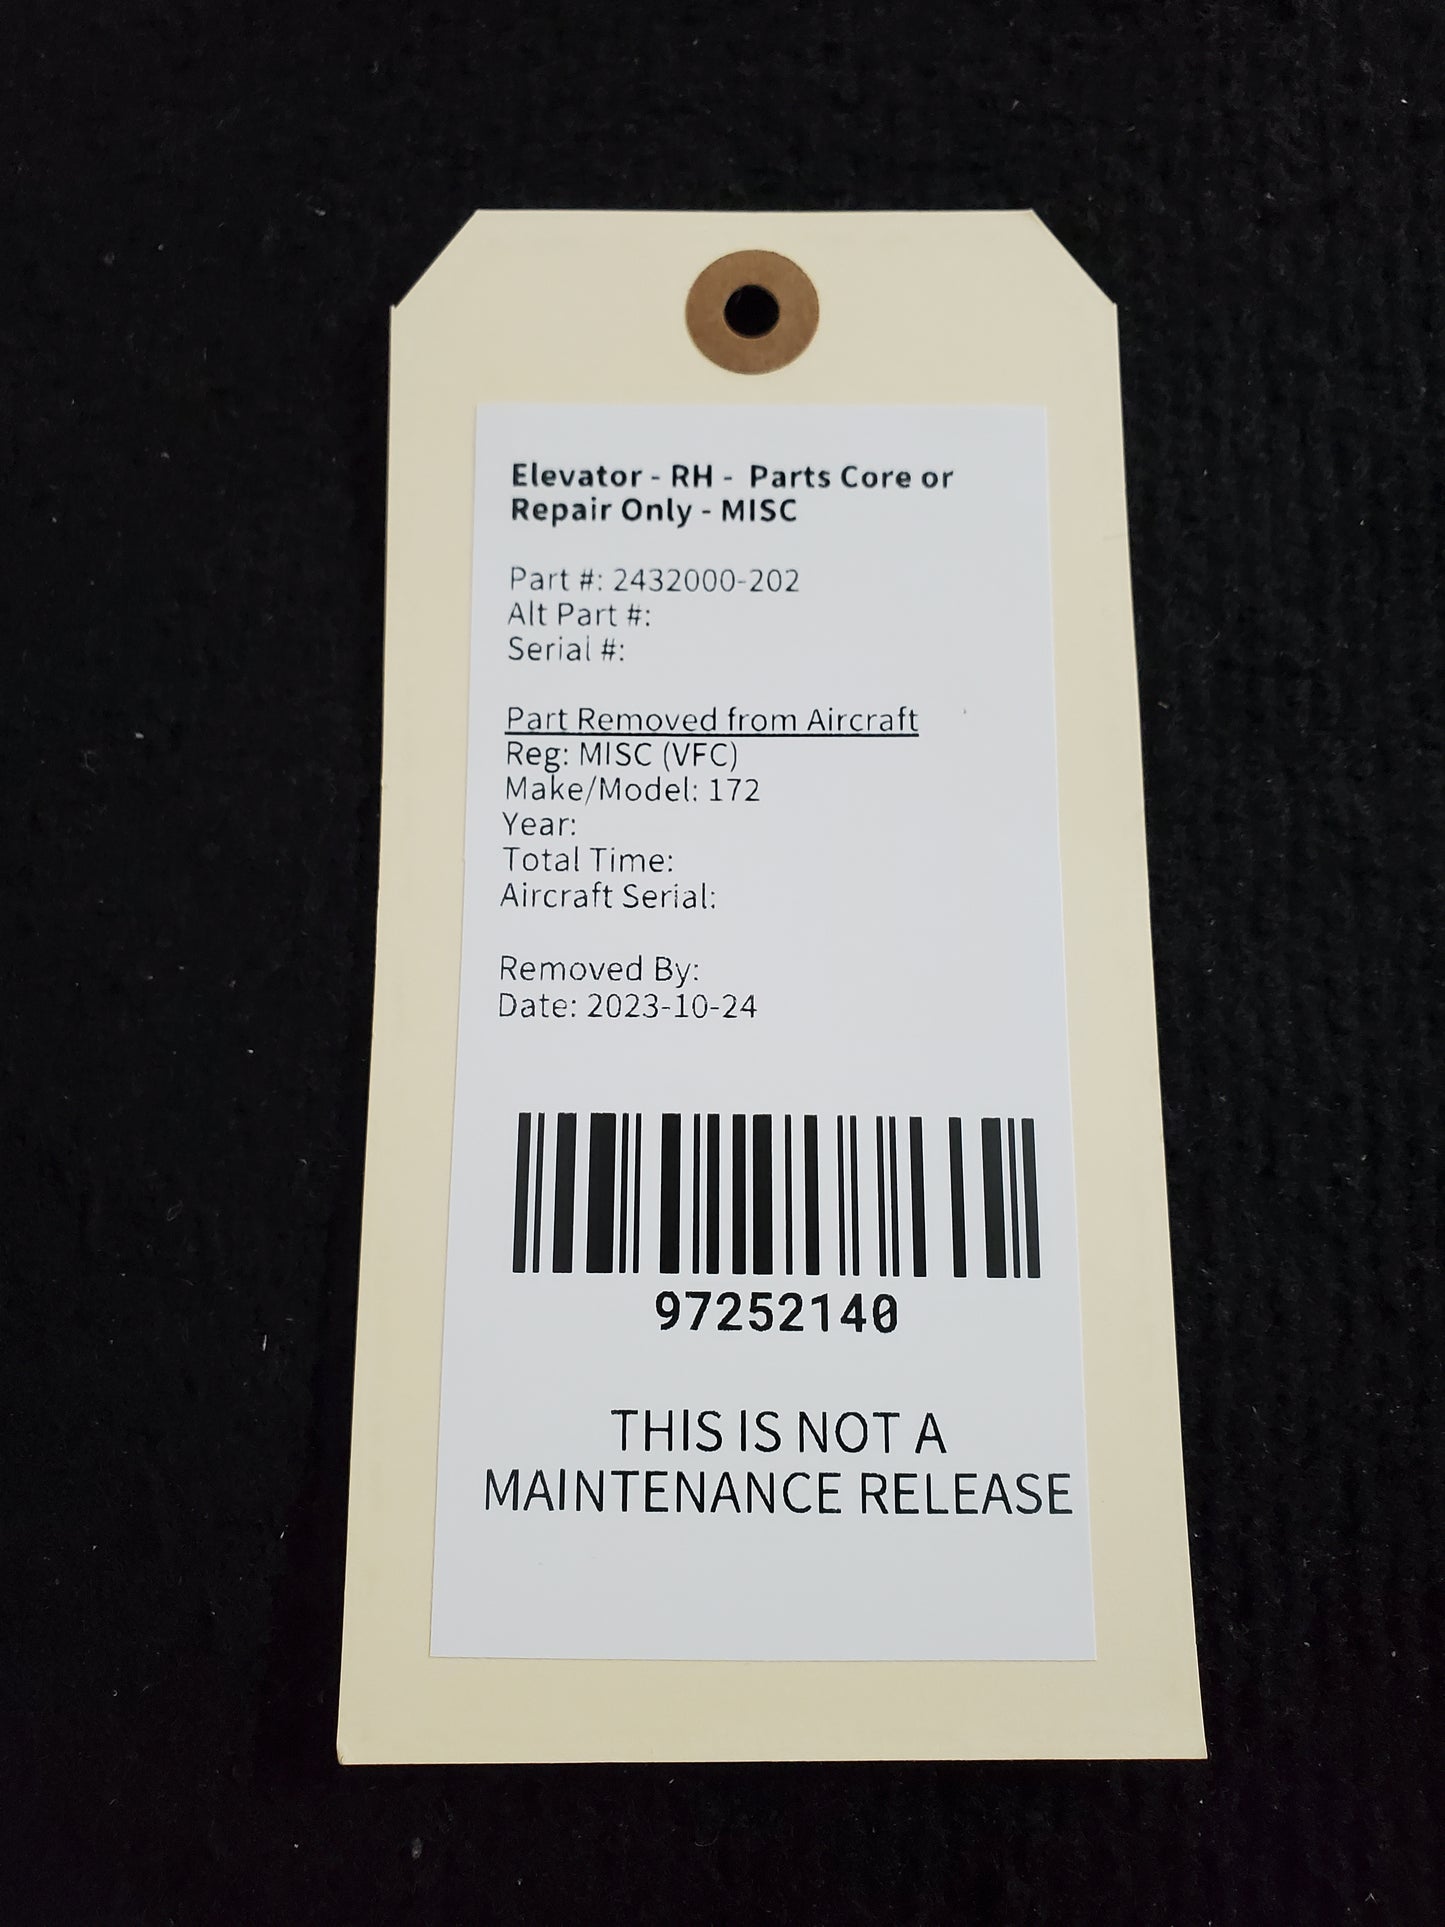 Elevator - RH -  Parts Core or
Repair Only - MISC
Part #: 2432000-202
Alt Part #:
Serial #:
Part Removed from Aircraft
Reg: MISC (VFC)
Make/Model: 172
Year:
Total Time:
Aircraft Serial:
Removed By:
Date: 2023-10-24
97252140
THIS IS NOT A
MAINTENANCE RELEASE